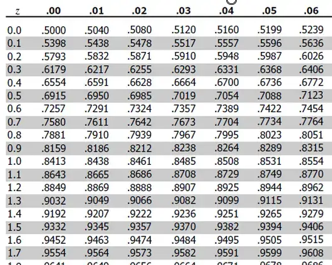 z .00 .01 .02 .03 .04 .05 .06
0.0 .5000 .5040 .5080 .5120 .5160 .5199 .5239
0.1 .5398 .5438 .5478 .5517 .5557 .5596 .5636
0.2 .5793 .5832 .5871 .5910 .5948 .5987 .6026
0.3 .6179 .6217 .6255 .6293 .6331 .6368 .6406
0.4 .6554 .6591 .6628 .6664 .6700 .6736 .6772
0.5 .6915 .6950 .6985 .7019 .7054 .7088 .7123
0.6 .7257 .7291 .7324 .7357 .7389 .7422 .7454
0.7 .7580 .7611 .7642 .7673 .7704 .7734 .7764
0.8 .7881 .7910 .7939 .7967 .7995 .8023 .8051
0.9 .8159 .8186 .8212 .8238 .8264 .8289 .8315
1.0 .8413 .8438 .8461 .8485 .8508 .8531 .8554
1.1 .8643 .8665 .8686 .8708 .8729 .8749 .8770
1.2 .8849 .8869 .8888 .8907 .8925 .8944 .8962
1.3 .9032 .9049 .9066 .9082 .9099 .9115 .9131
1.4 .9192 .9207 .9222 .9236 .9251 .9265 .9279
1.5 .9332 .9345 .9357 .9370 .9382 .9394 .9406
1.6 .9452 .9463 .9474 .9484 .9495 .9505 .9515
1.7 .9554 .9564 .9573 .9582 .9591 .9599 .9608